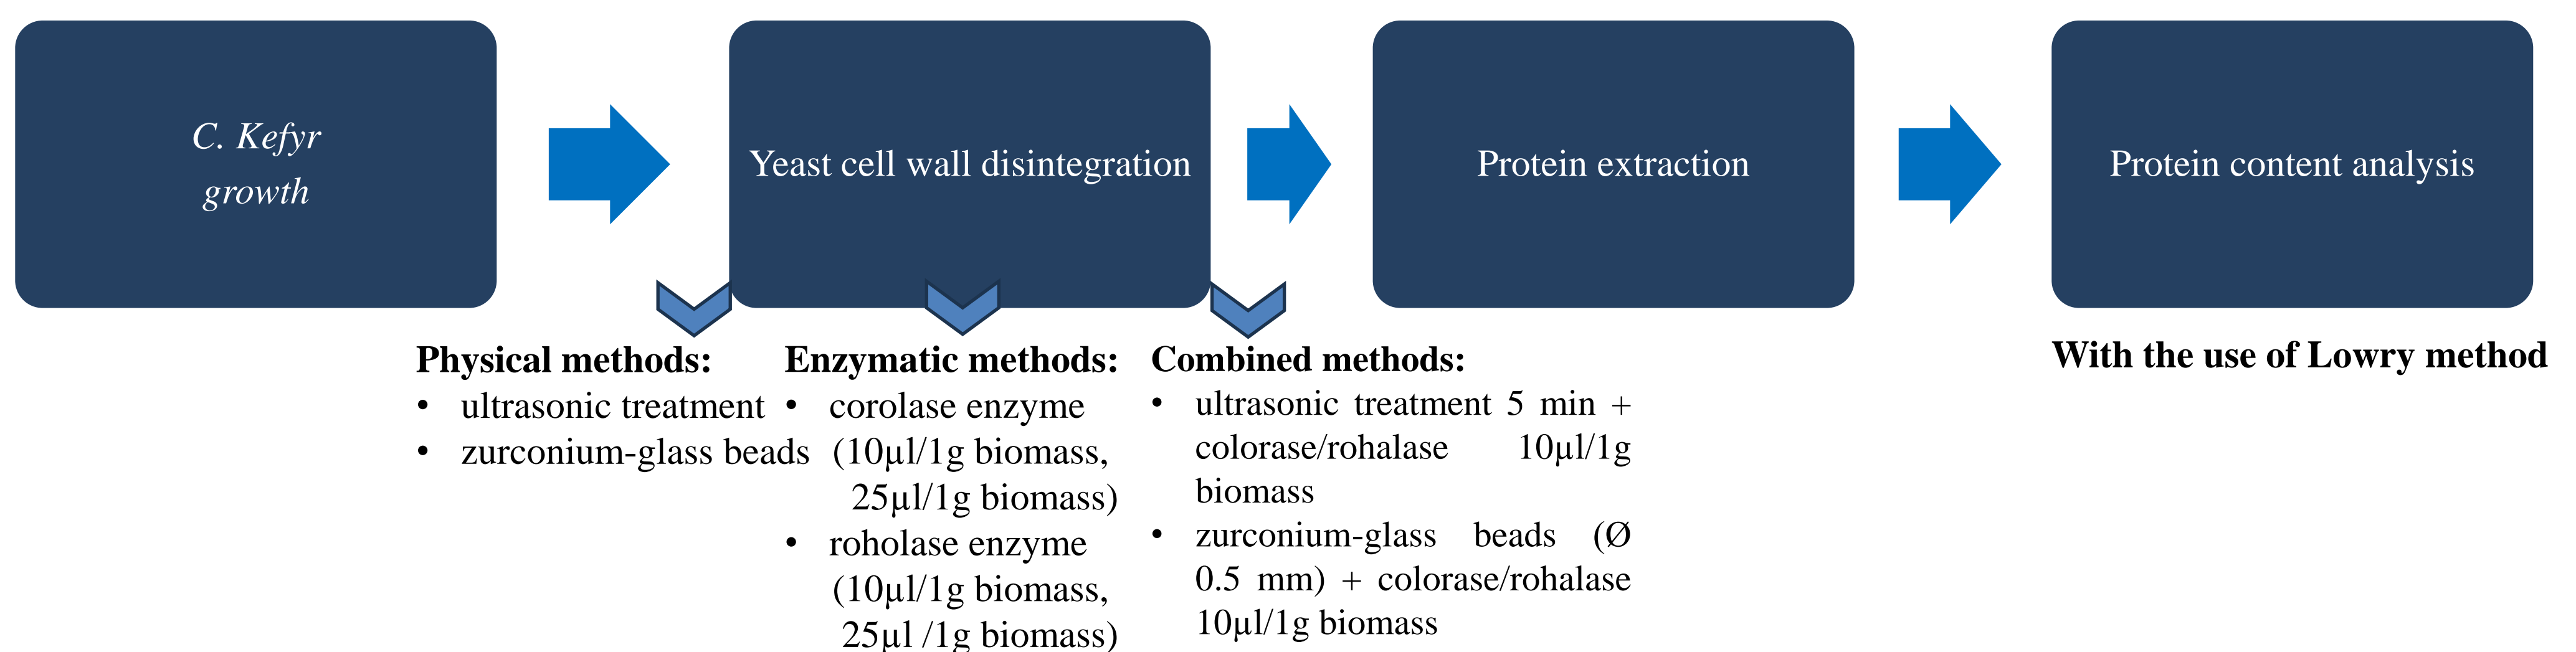 C. Kefyr
growth
Yeast cell wall disintegration
Protein extraction
Protein content analysis
Physical methods:
• ultrasonic treatment
• zurconium-glass beads
Enzymatic methods:
• corolase enzyme
(10µl/1g biomass,
25µl/1g biomass)
• roholase enzyme
(10µl/1g biomass,
25µl /1g biomass)
Combined methods:
• ultrasonic treatment 5 min +
colorase/rohalase 10µl/1g
biomass
• zurconium-glass beads (Ø
0.5 mm) + colorase/rohalase
10µl/1g biomass
With the use of Lowry method